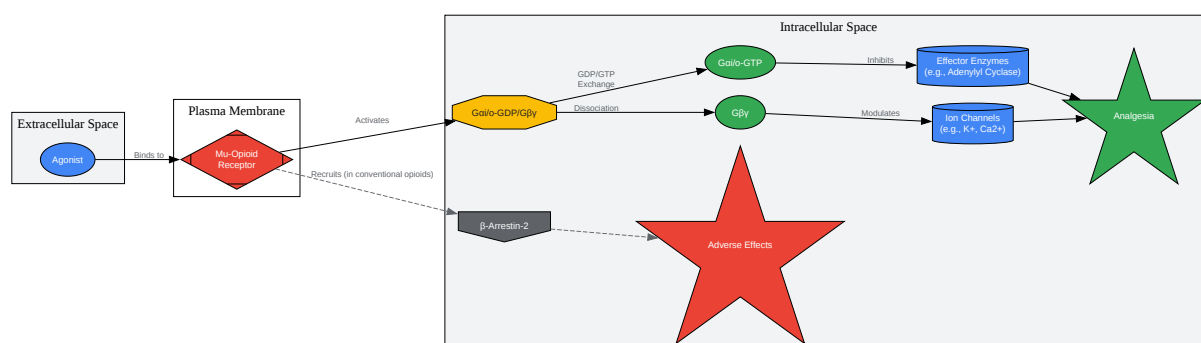 Intracellular Space
Extracellular Space
Agonist
Binds to
Plasma Membrane
Mu-Opioid
Receptor
Activates
Recruits (in conventional opioids)
Gαi/o-GDP/Gβγ
GDP/GTP
Exchange
Dissociation
Gαi/o-GTP
Gβγ
Inhibits
Modulates
Effector Enzymes
(e.g., Adenylyl Cyclase)
Ion Channels
(e.g., K+, Ca2+)
Analgesia
β-Arrestin-2
Adverse Effects